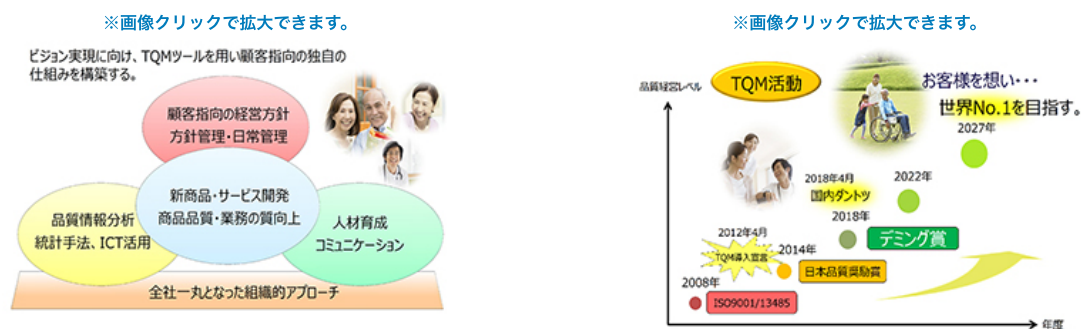 ※画像クリックで拡大できます。
ビジョン実現に向け、TQMツールを用い顧客指向の独自の
仕組みを構築する。
顧客指向の経営方針
方針管理・日常管理
新商品・サービス開発
商品品質・業務の質向上
品質情報分析
統計手法、ICT活用
人材育成
コミュニケーション
全社一丸となった組織的アプローチ
※画像クリックで拡大できます。
品質経営レベル
TQM活動
お客様を想い・・・
世界No.1を目指す。
2027年
2022年
2018年4月
国内ダントツ
2018年
デミング賞
2012年4月
TQM導入宣言
2014年
日本品質奨励賞
2008年
ISO9001/13485
年度